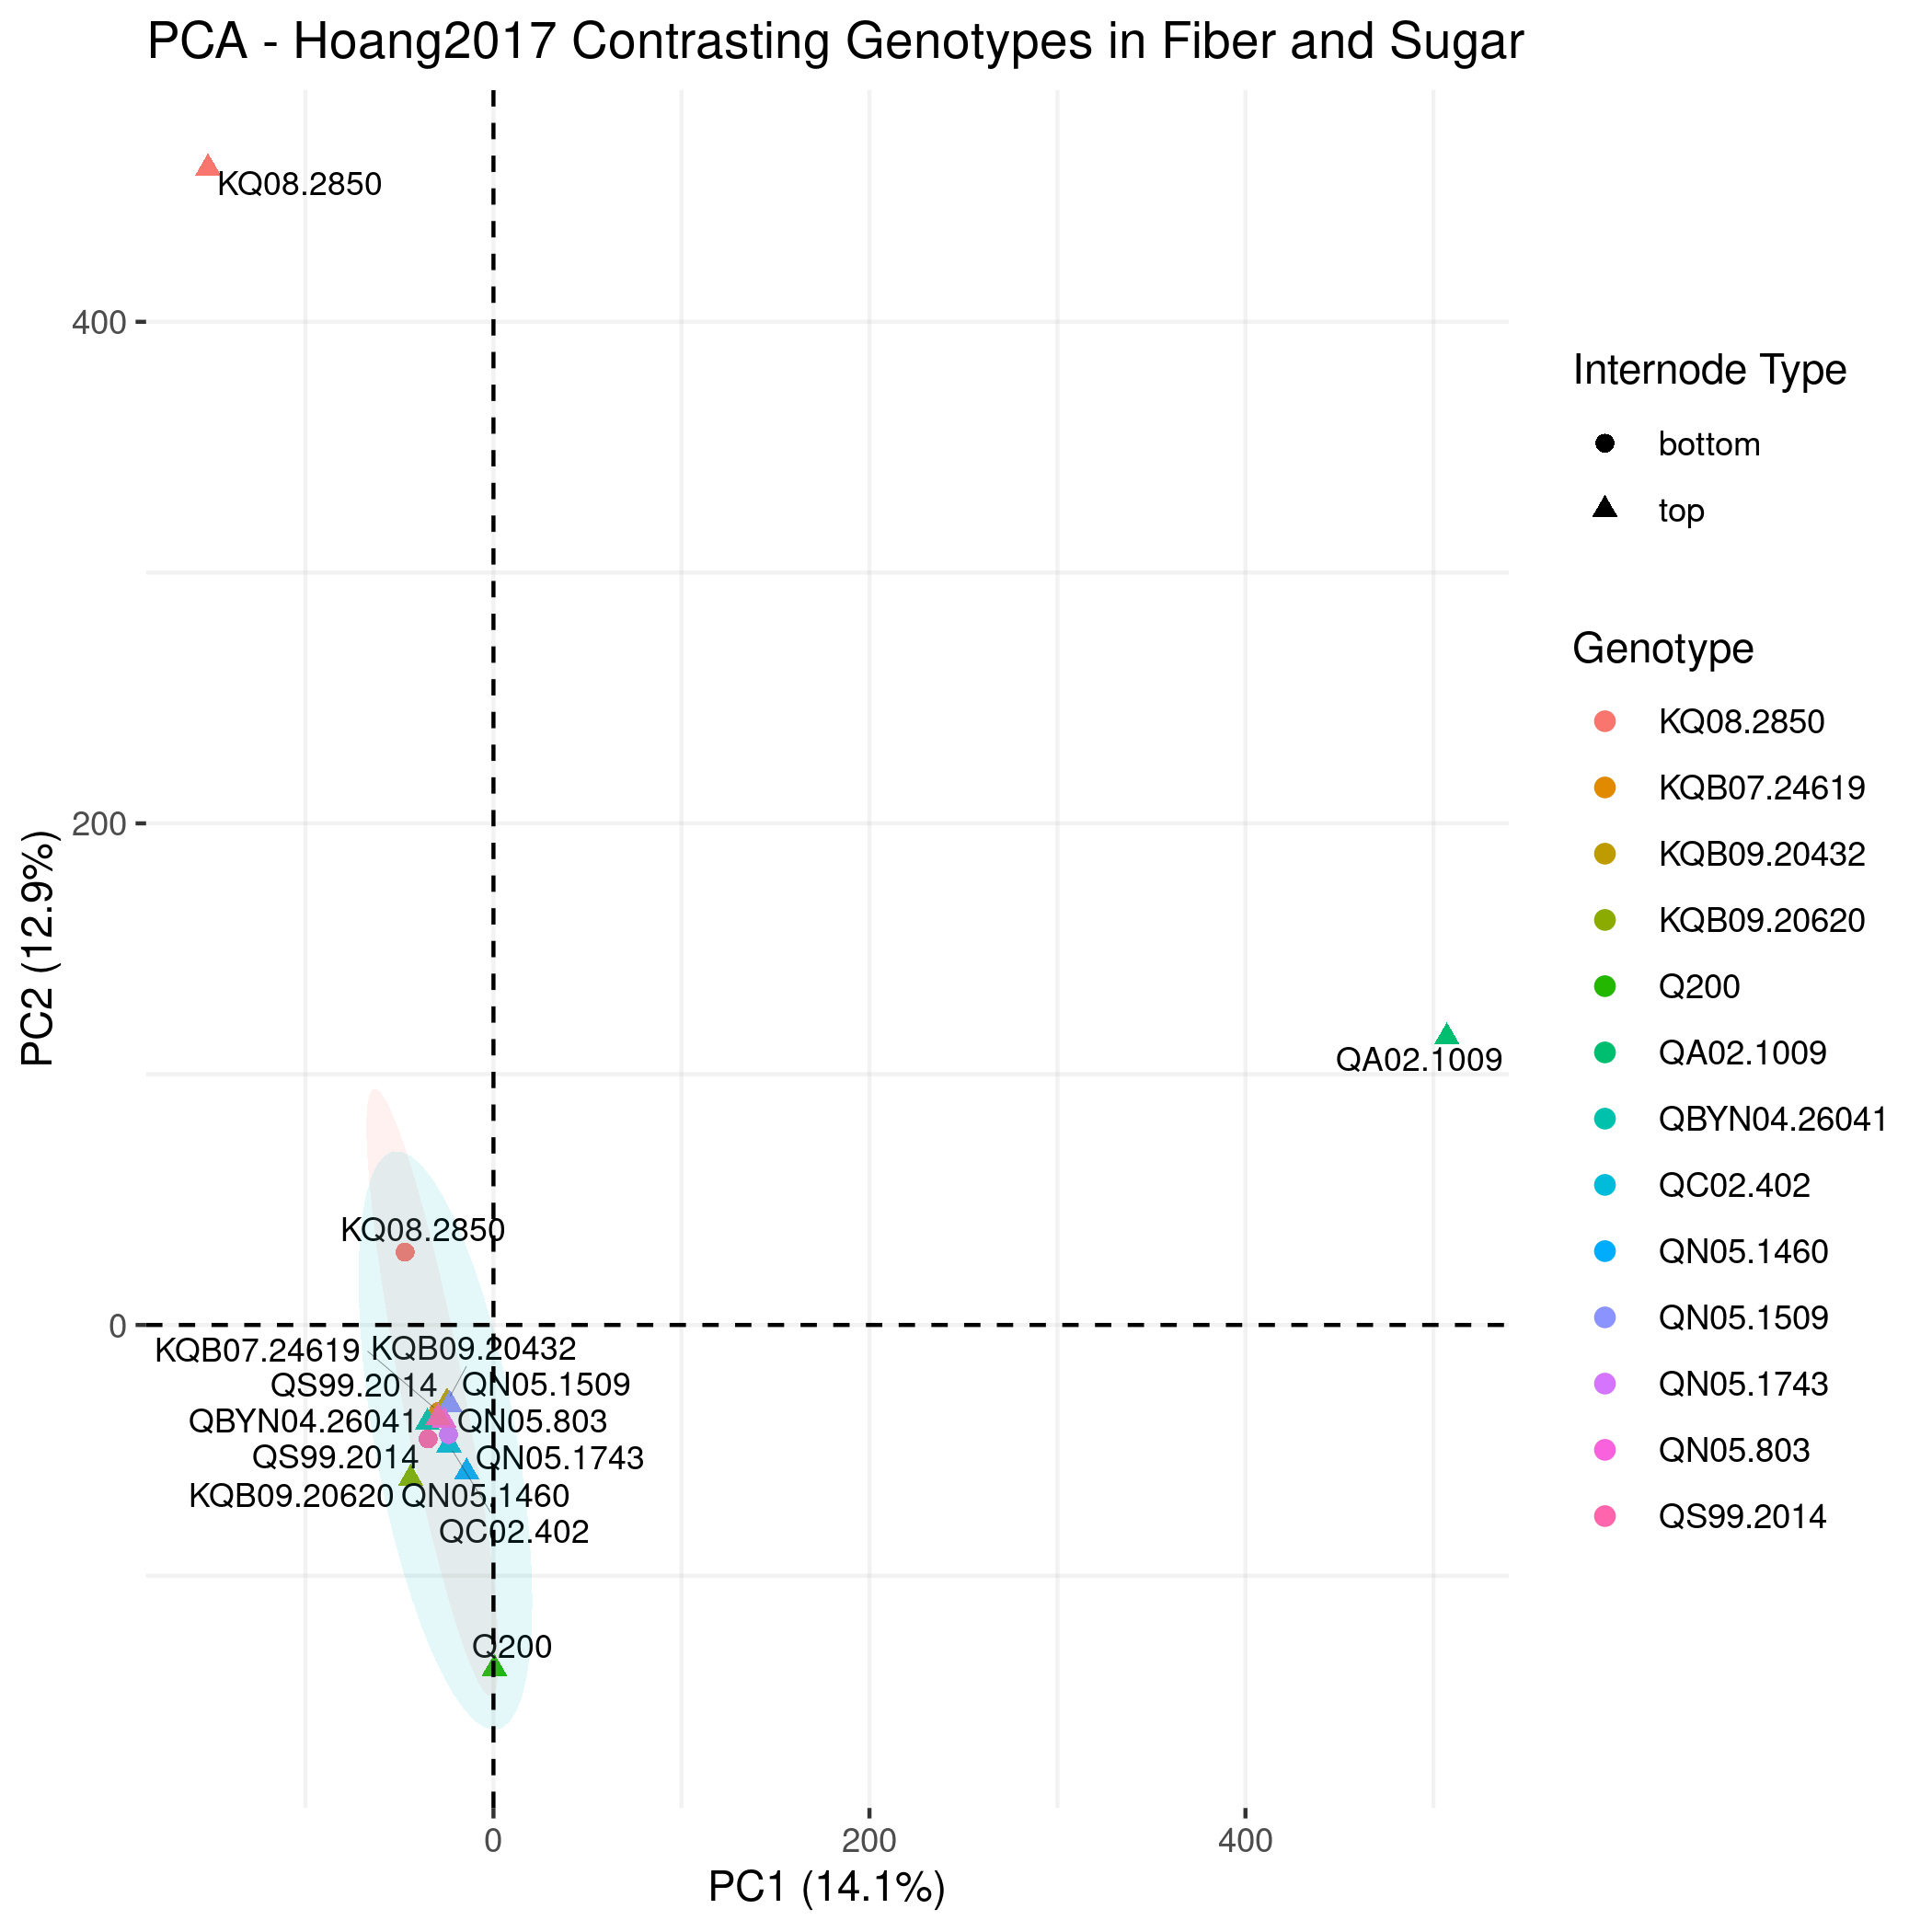 PCA - Hoang2017 Contrasting Genotypes in Fiber and Sugar
KQ08.2850
400
200
PC2 (12.9%)
QA02.1009
KQ08.2850
0
KQB07.24619
KQB09.20432
QS99.2014
QN05.1509
QBYN04.26041
QN05.803
QS99.2014
QN05.1743
KQB09.20620
QN05.1460
QC02.402
Q200
0
200
400
PC1 (14.1%)
Internode Type
bottom
top
Genotype
KQ08.2850
KQB07.24619
KQB09.20432
KQB09.20620
Q200
QA02.1009
QBYN04.26041
QC02.402
QN05.1460
QN05.1509
QN05.1743
QN05.803
QS99.2014